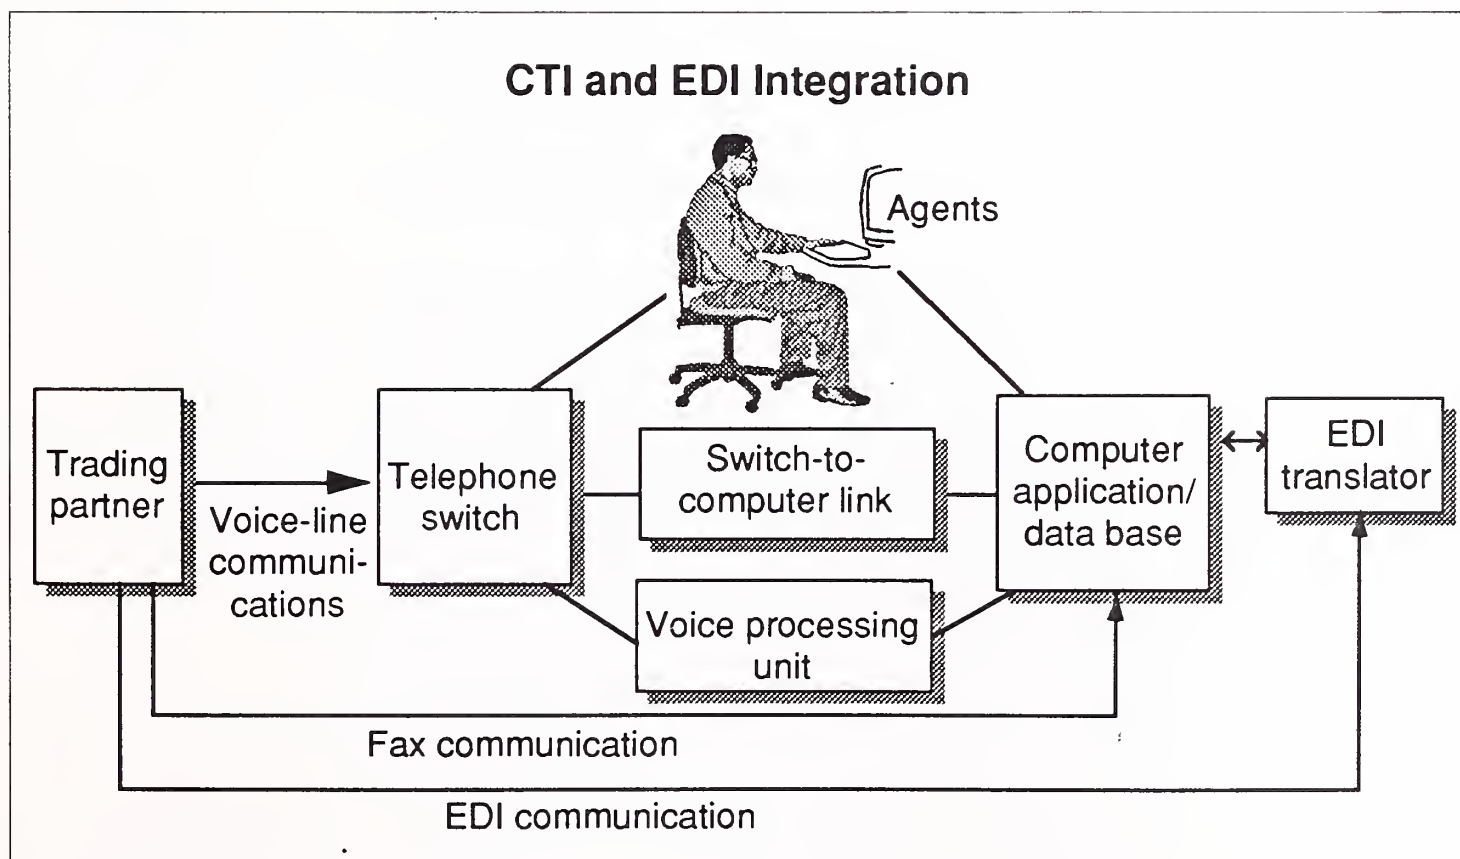 CTI and EDI Integration
Agents
Trading
partner
Voice-line
communi-
cations
Telephone
switch
Switch-to-
computer link
Voice processing
unit
Computer
application/
data base
EDI
translator
Fax communication
EDI communication